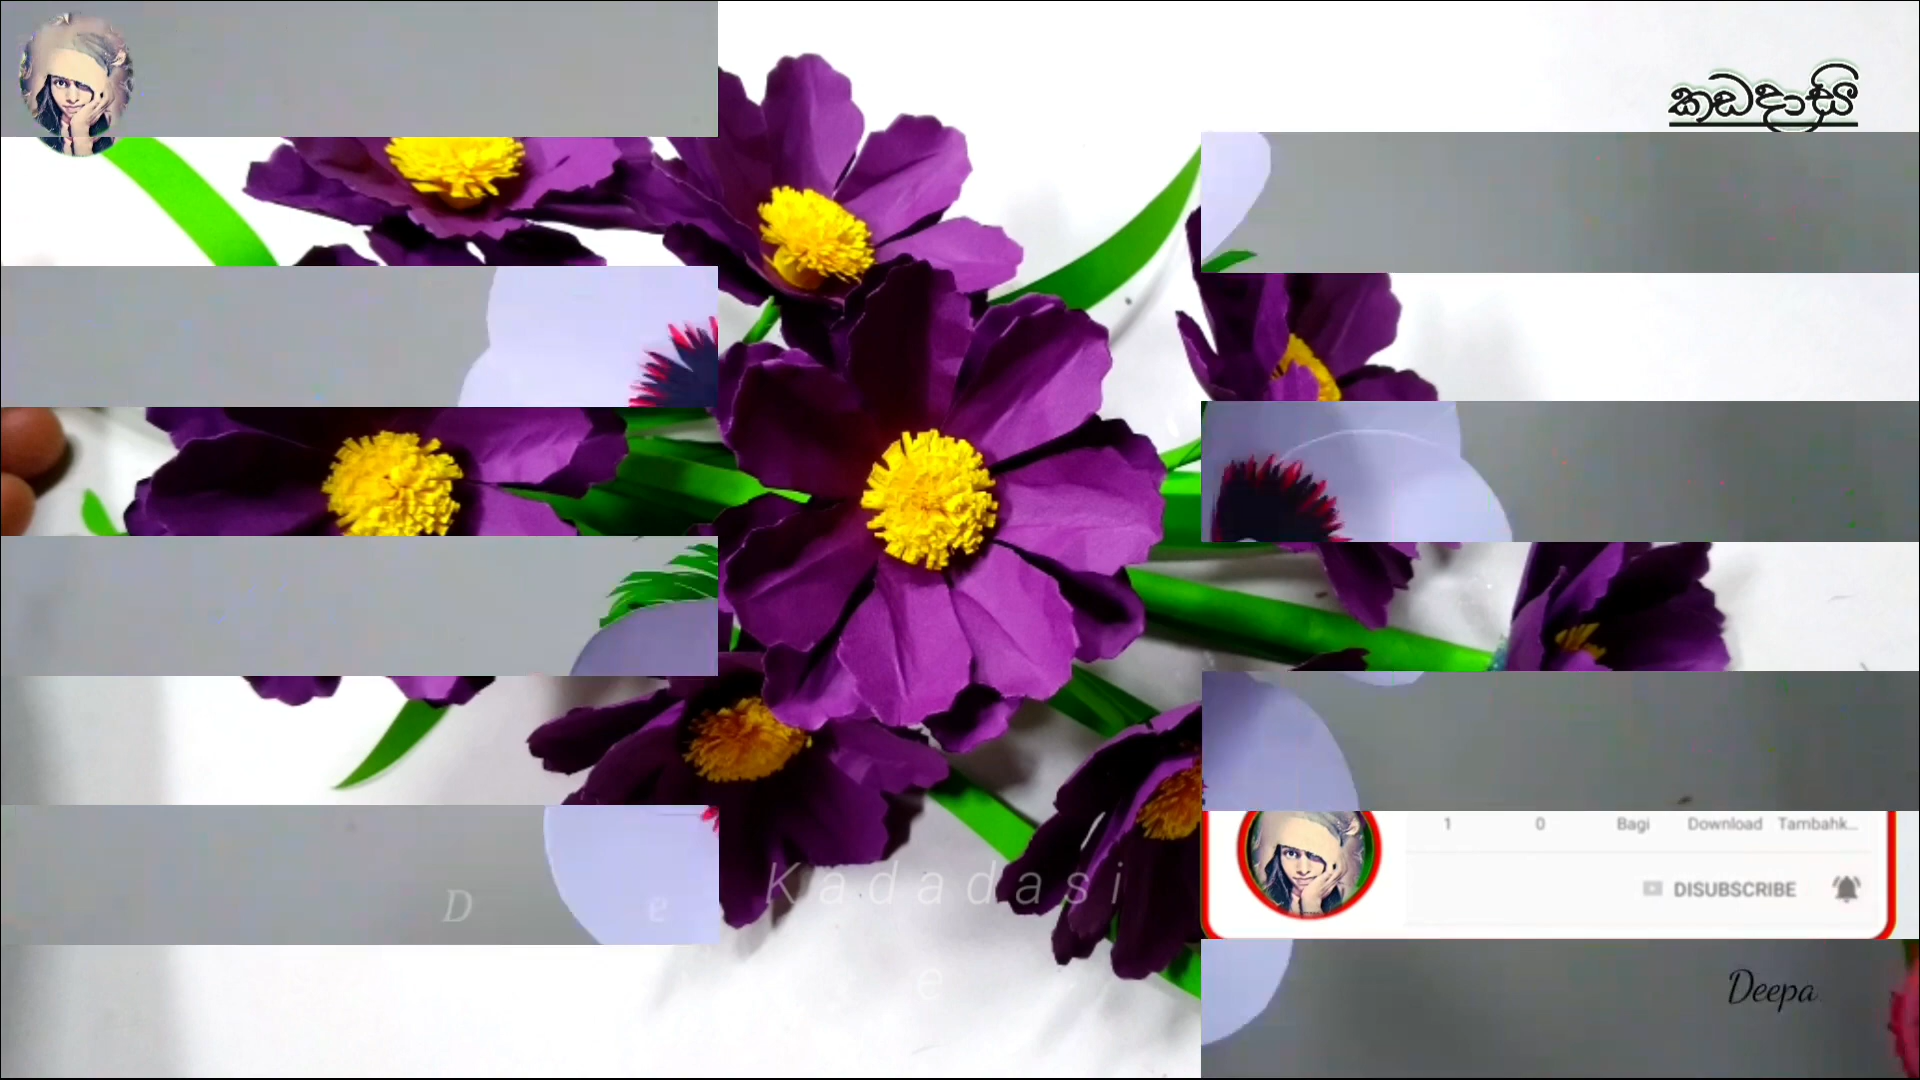 කඩදාසි
1 0 Bagi Download Tambahk...
DISUBSCRIBE
Kadadasi
D e
e
Deepa